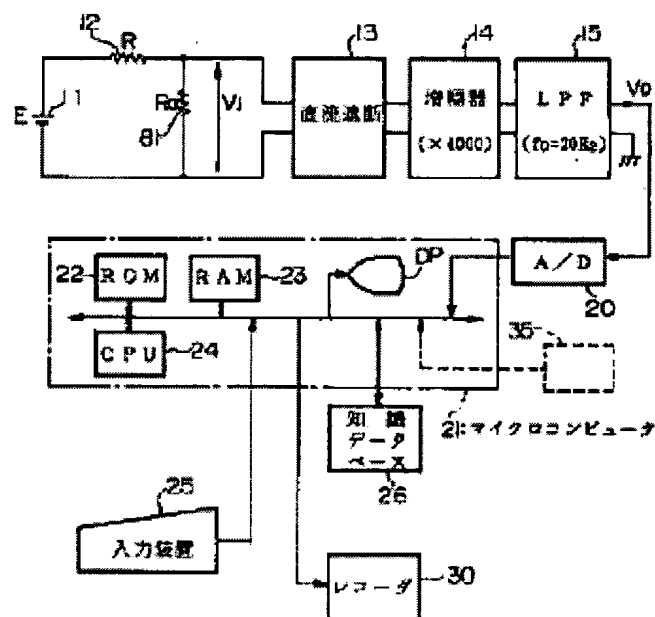 12
R
13
14
15
11
E
Ra
81
Vi
直流遮断
増幅器
(×4000)
LPF
(fo=20Hz)
Vo
22
ROM
RAM
23
DP
A/D
20
CPU
24
35
知識
データ
ベース
26
21:マイクロコンピュータ
25
入力装置
レコーダ
30